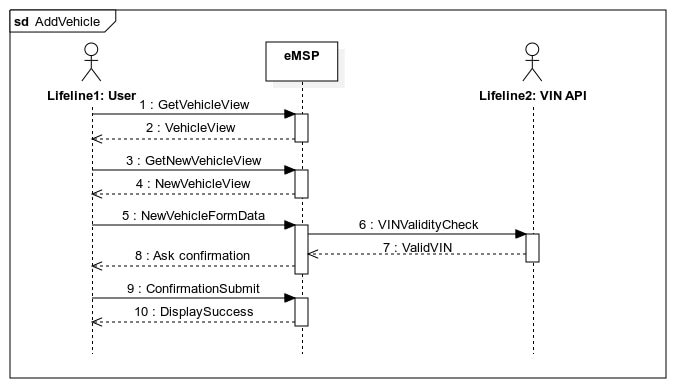 sd AddVehicle
eMSP
Lifeline1: User
Lifeline2: VIN API
1 : GetVehicleView
2 : VehicleView
3 : GetNewVehicleView
4 : NewVehicleView
5 : NewVehicleFormData
6 : VINValidityCheck
7 : ValidVIN
8 : Ask confirmation
9 : ConfirmationSubmit
10 : DisplaySuccess